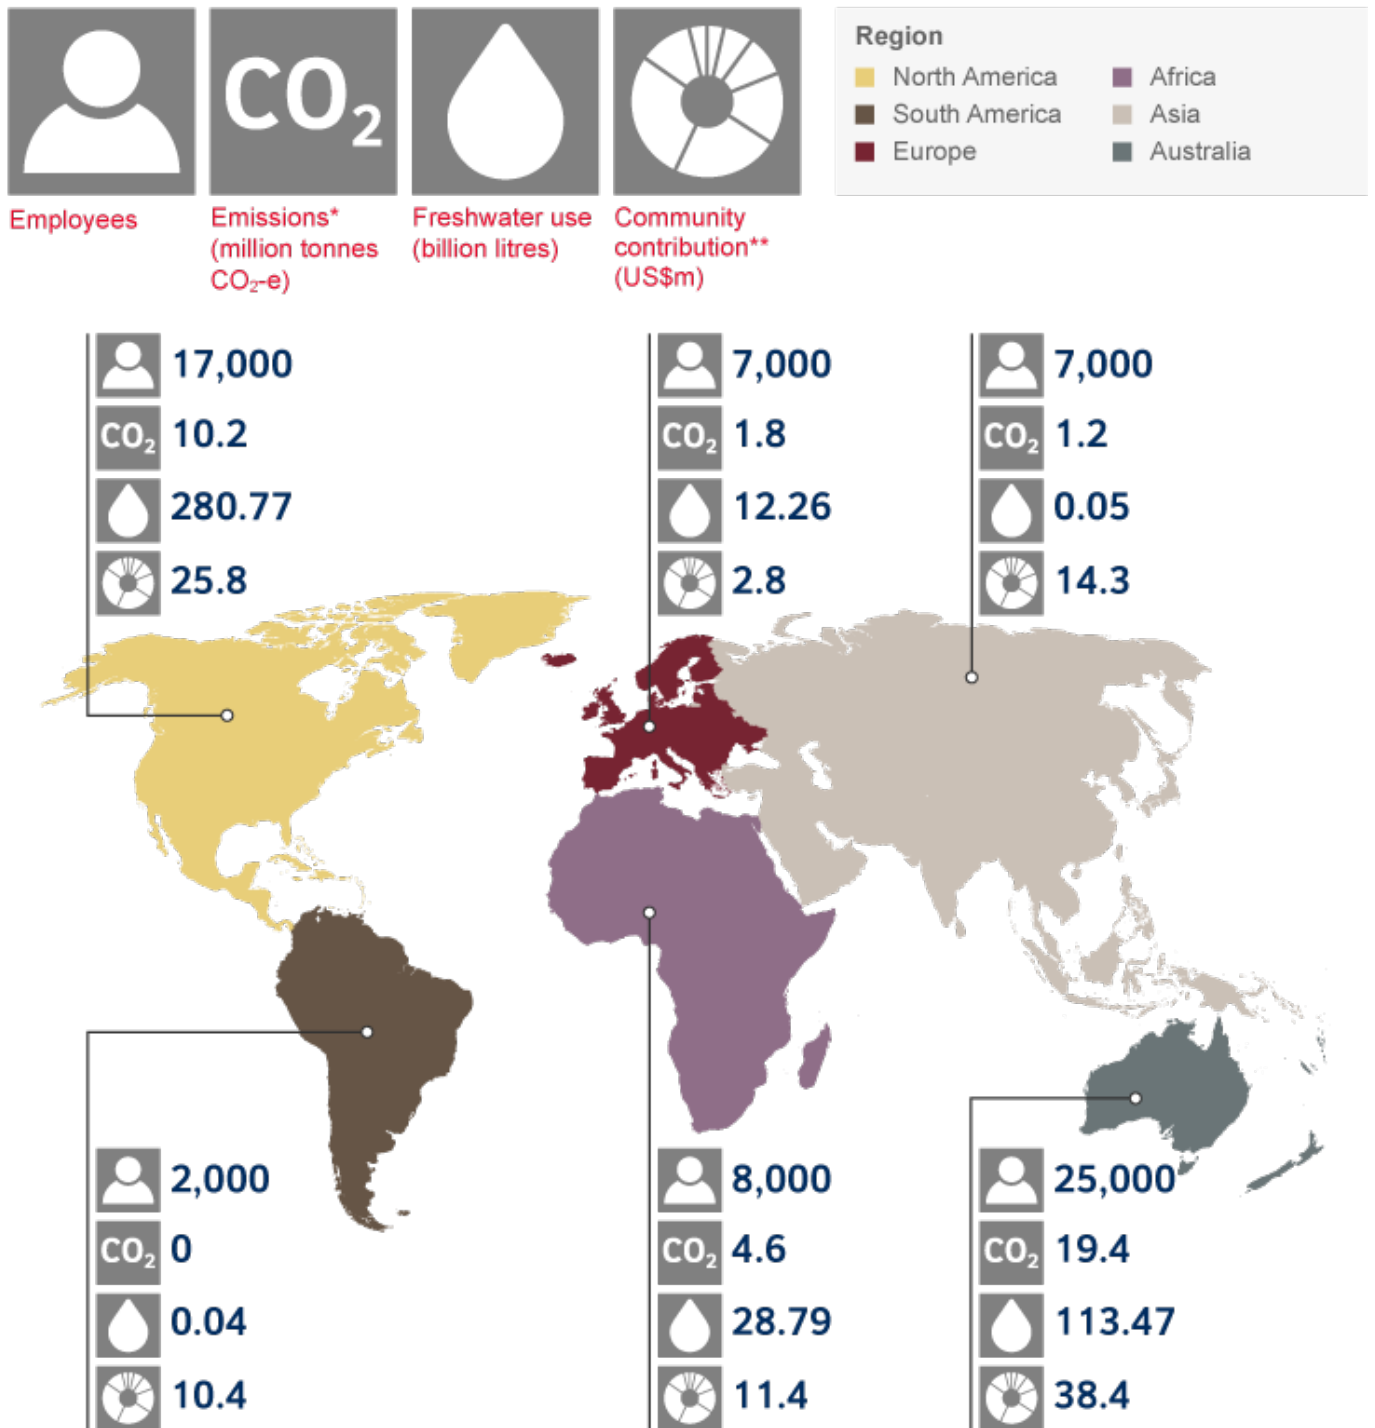 CO₂
Region
North America
Africa
South America
Asia
Europe
Australia
Employees
Emissions*
(million tonnes
CO₂-e)
Freshwater use
(billion litres)
Community
contribution**
(US$m)
17,000
CO₂ 10.2
280.77
25.8
7,000
CO₂ 1.8
12.26
2.8
7,000
CO₂ 1.2
0.05
14.3
2,000
CO₂ 0
0.04
10.4
8,000
CO₂ 4.6
28.79
11.4
25,000
CO₂ 19.4
113.47
38.4